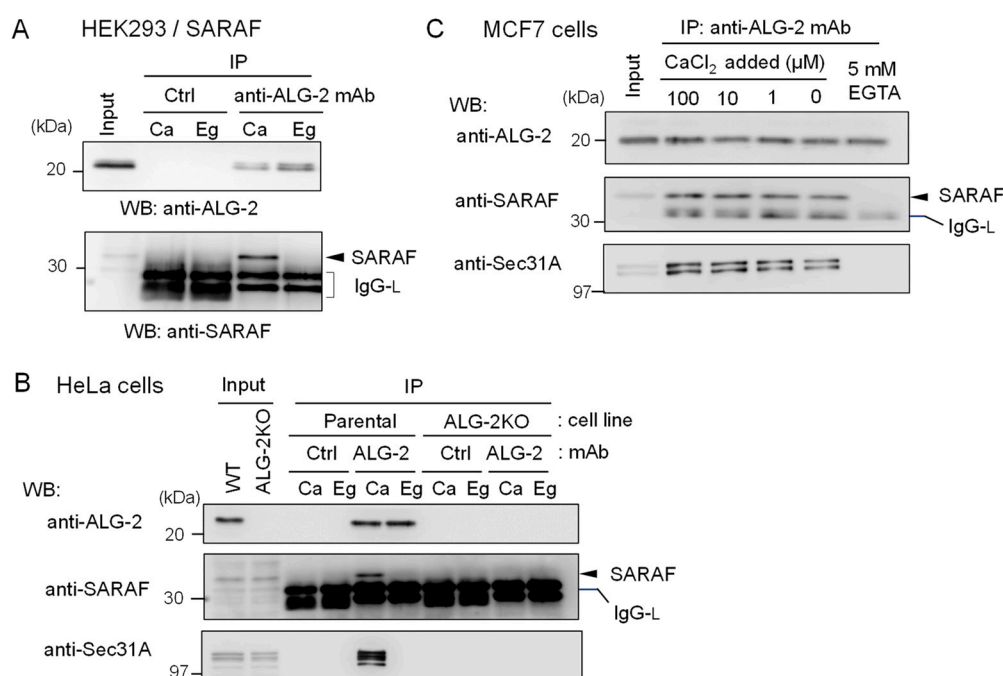 A HEK293 / SARAF
IP
Ctrl anti-ALG-2 mAb
(kDa) Input Ca Eg Ca Eg
20
WB: anti-ALG-2
30
SARAF
IgG-L
WB: anti-SARAF
C MCF7 cells
IP: anti-ALG-2 mAb
Input CaCl2 added (µM) 5 mM
EGTA
WB: 100 10 1 0
(kDa)
anti-ALG-2 20
anti-SARAF SARAF
30 IgG-L
anti-Sec31A
97
B HeLa cells Input IP
Parental ALG-2KO : cell line
WT ALG-2KO Ctrl ALG-2 Ctrl ALG-2 : mAb
WB: (kDa) Ca Eg Ca Eg Ca Eg Ca Eg
anti-ALG-2
20
anti-SARAF SARAF
30 IgG-L
anti-Sec31A
97